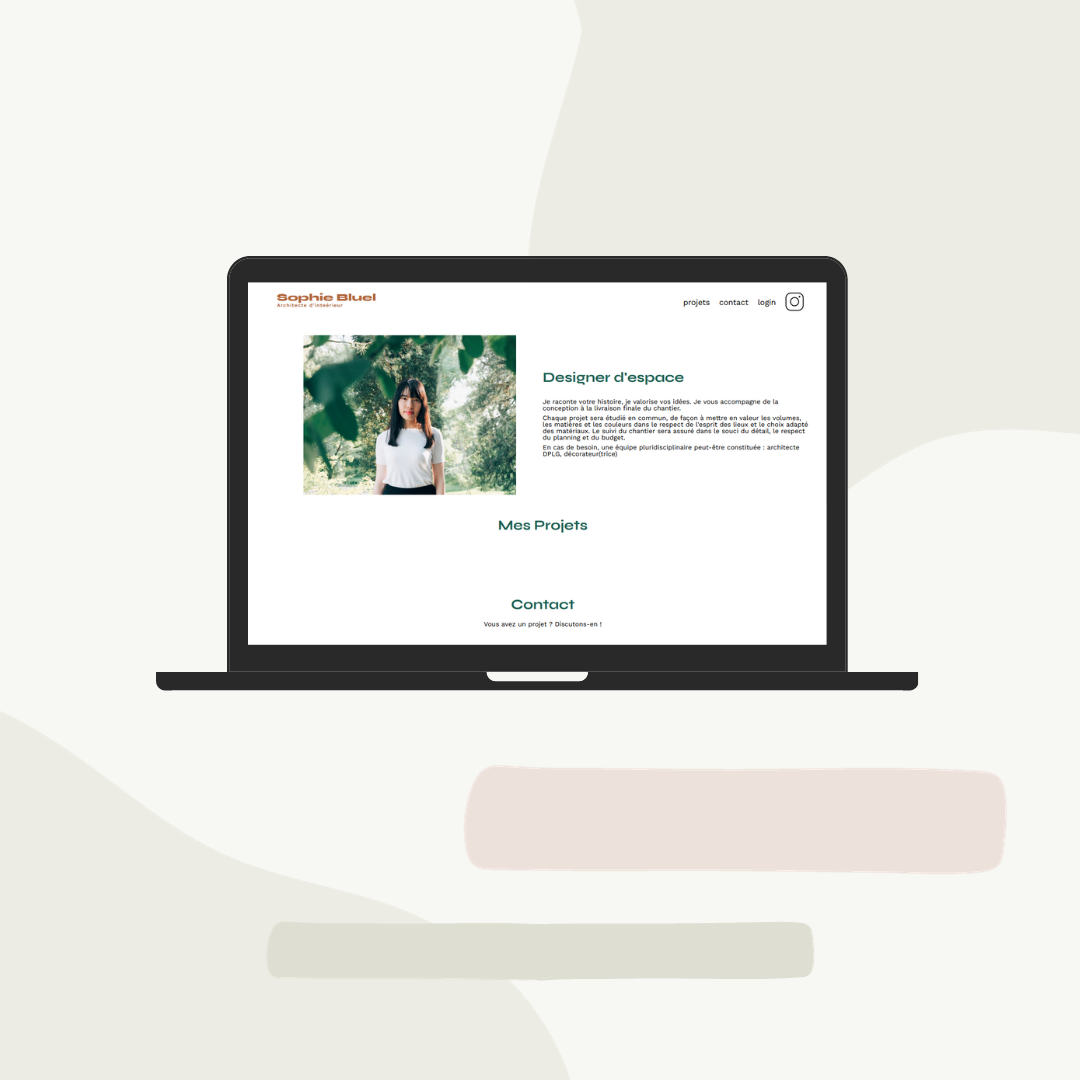 Sophie Bluel
Architecte d'inteérieur
projets contact login
Designer d'espace
Je raconte votre histoire, je valorise vos idées. Je vous accompagne de la
conception à la livraison finale du chantier.
Chaque projet sera étudié en commun, de façon à mettre en valeur les volumes,
les matières et les couleurs dans le respect de l'esprit des lieux et le choix adapté
des matériaux. Le suivi du chantier sera assuré dans le souci du détail, le respect
du planning et du budget.
En cas de besoin, une équipe pluridisciplinaire peut-être constituée : architecte
DPLG, décorateur(trice)
Mes Projets
Contact
Vous avez un projet ? Discutons-en !